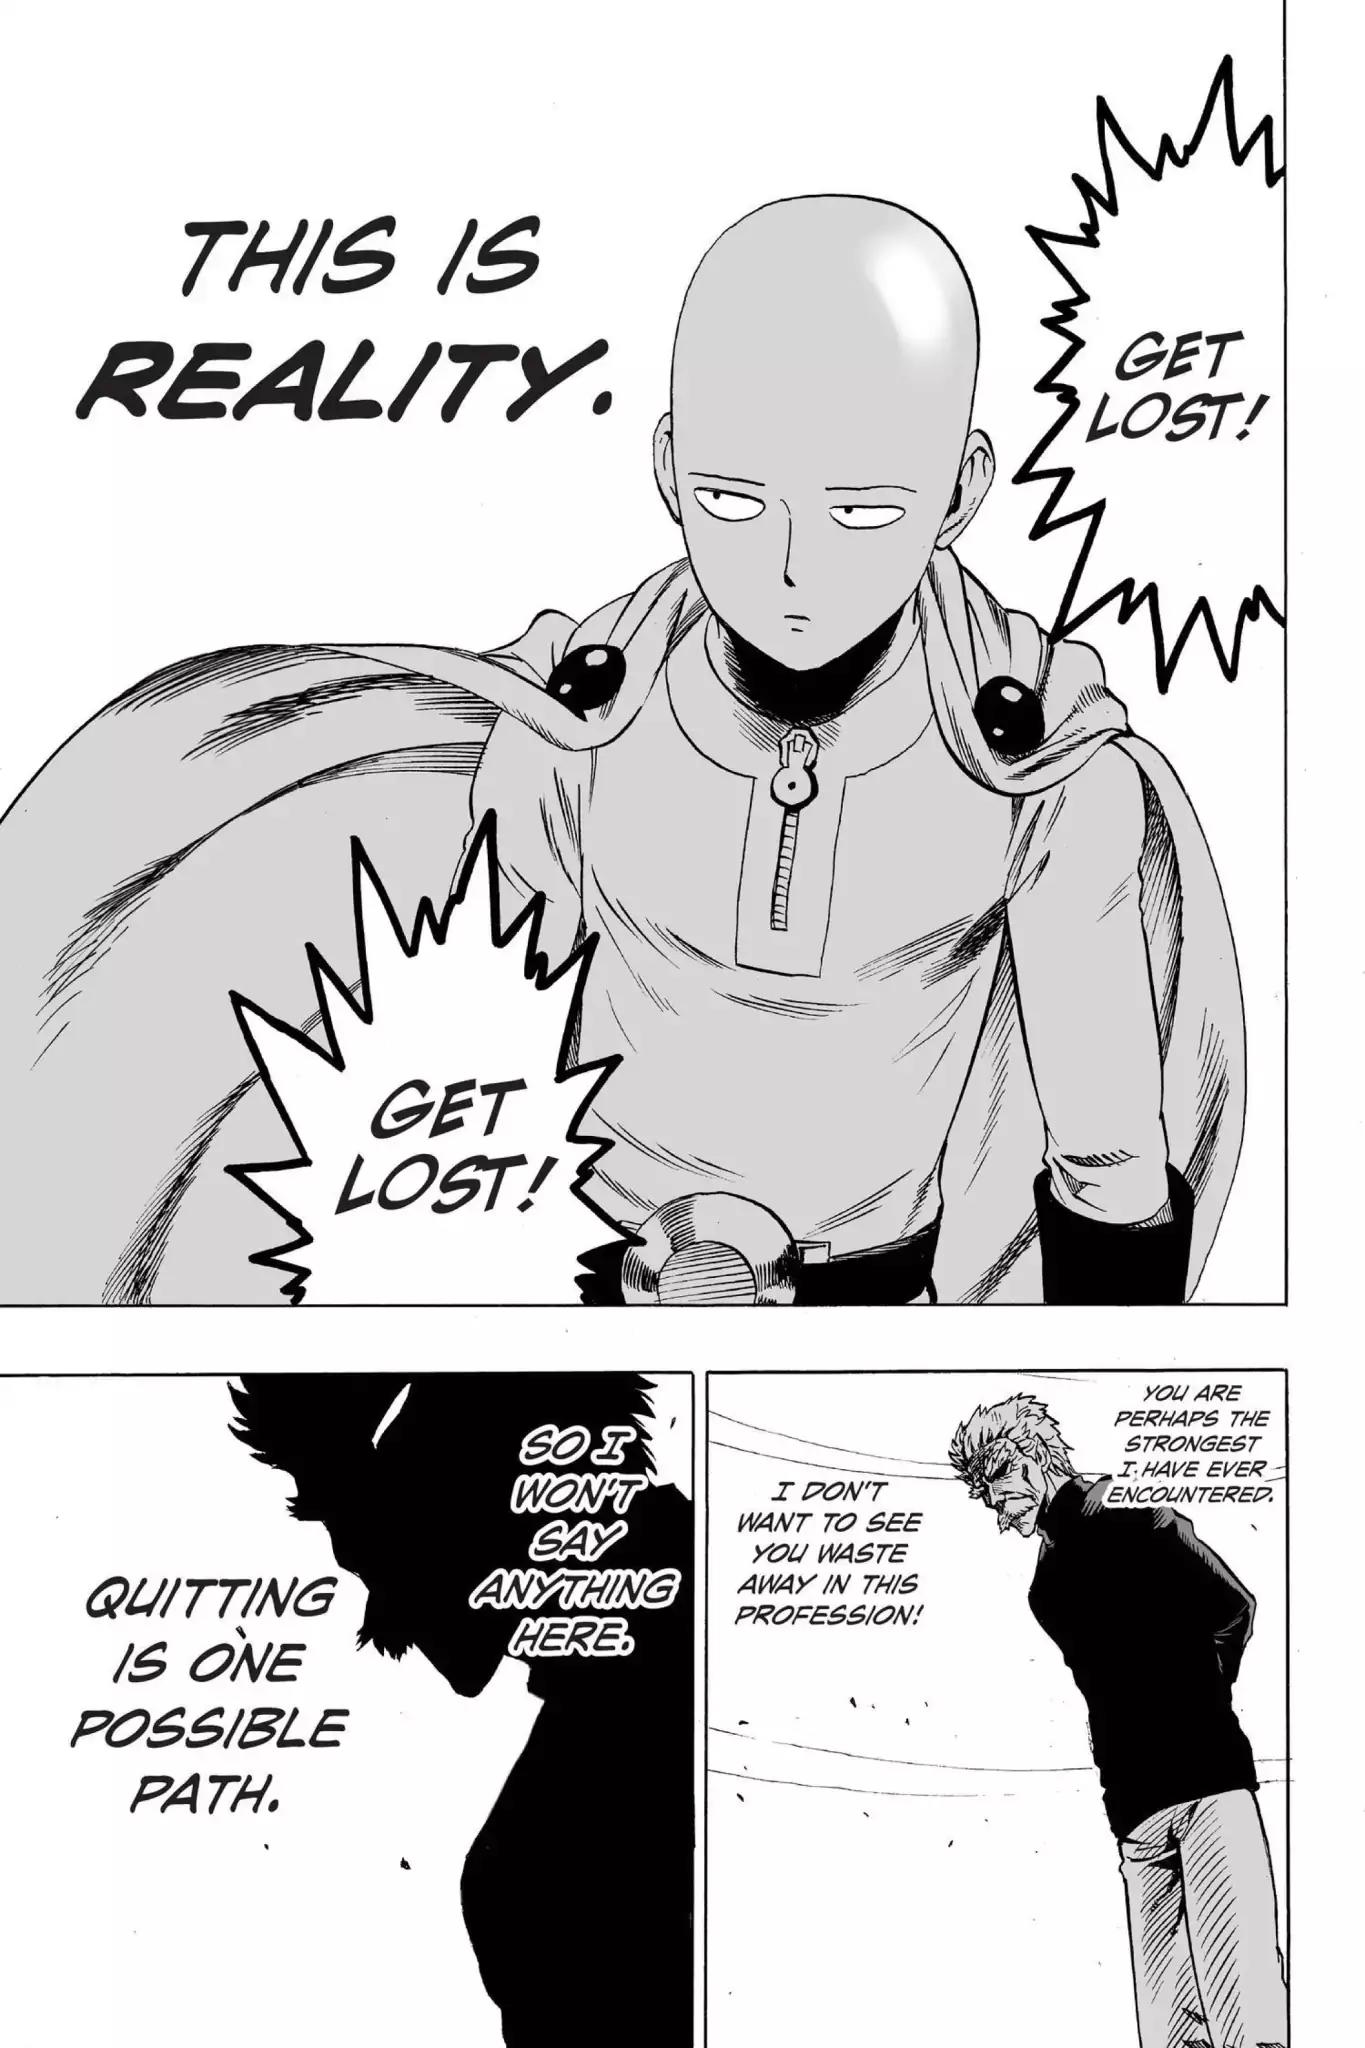 GET
LOST!
THIS IS
REALITY.
GET
LOST!
YOU ARE
PERHAPS THE
STRONGEST
I HAVE EVER
ENCOUNTERED.
I DON'T
WANT TO SEE
YOU WASTE
AWAY IN THIS
PROFESSION!
SO I
WON'T
SAY
ANYTHING
HERE.
QUITTING
IS ONE
POSSIBLE
PATH.